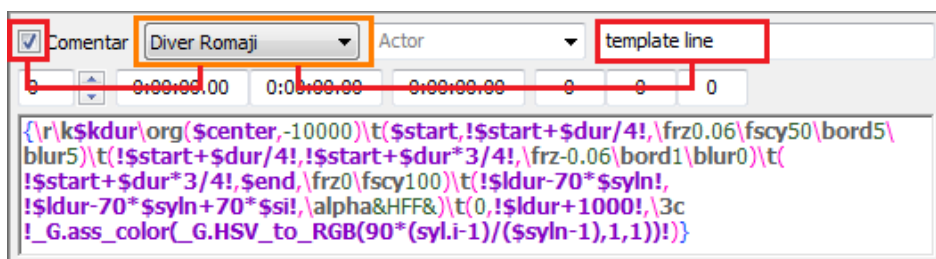 Comentar Diver Romaji Actor template line
0 0:00:00.00 0:00:00.00 0:00:00.00 0 0 0
{\r\k$kdur\org($center,-10000)\t($start,!$start+$dur/4!,\frz0.06\fscy50\bord5\
blur5)\t(!$start+$dur/4!,!$start+$dur*3/4!,\frz-0.06\bord1\blur0)\t(
!$start+$dur*3/4!,$end,\frz0\fscy100)\t(!$ldur-70*$syln!,
!$ldur-70*$syln+70*$si!,\alpha&HFF&)\t(0,!$ldur+1000!,\3c
!_G.ass_color(_G.HSV_to_RGB(90*(syl.i-1)/($syln-1),1,1))!)}